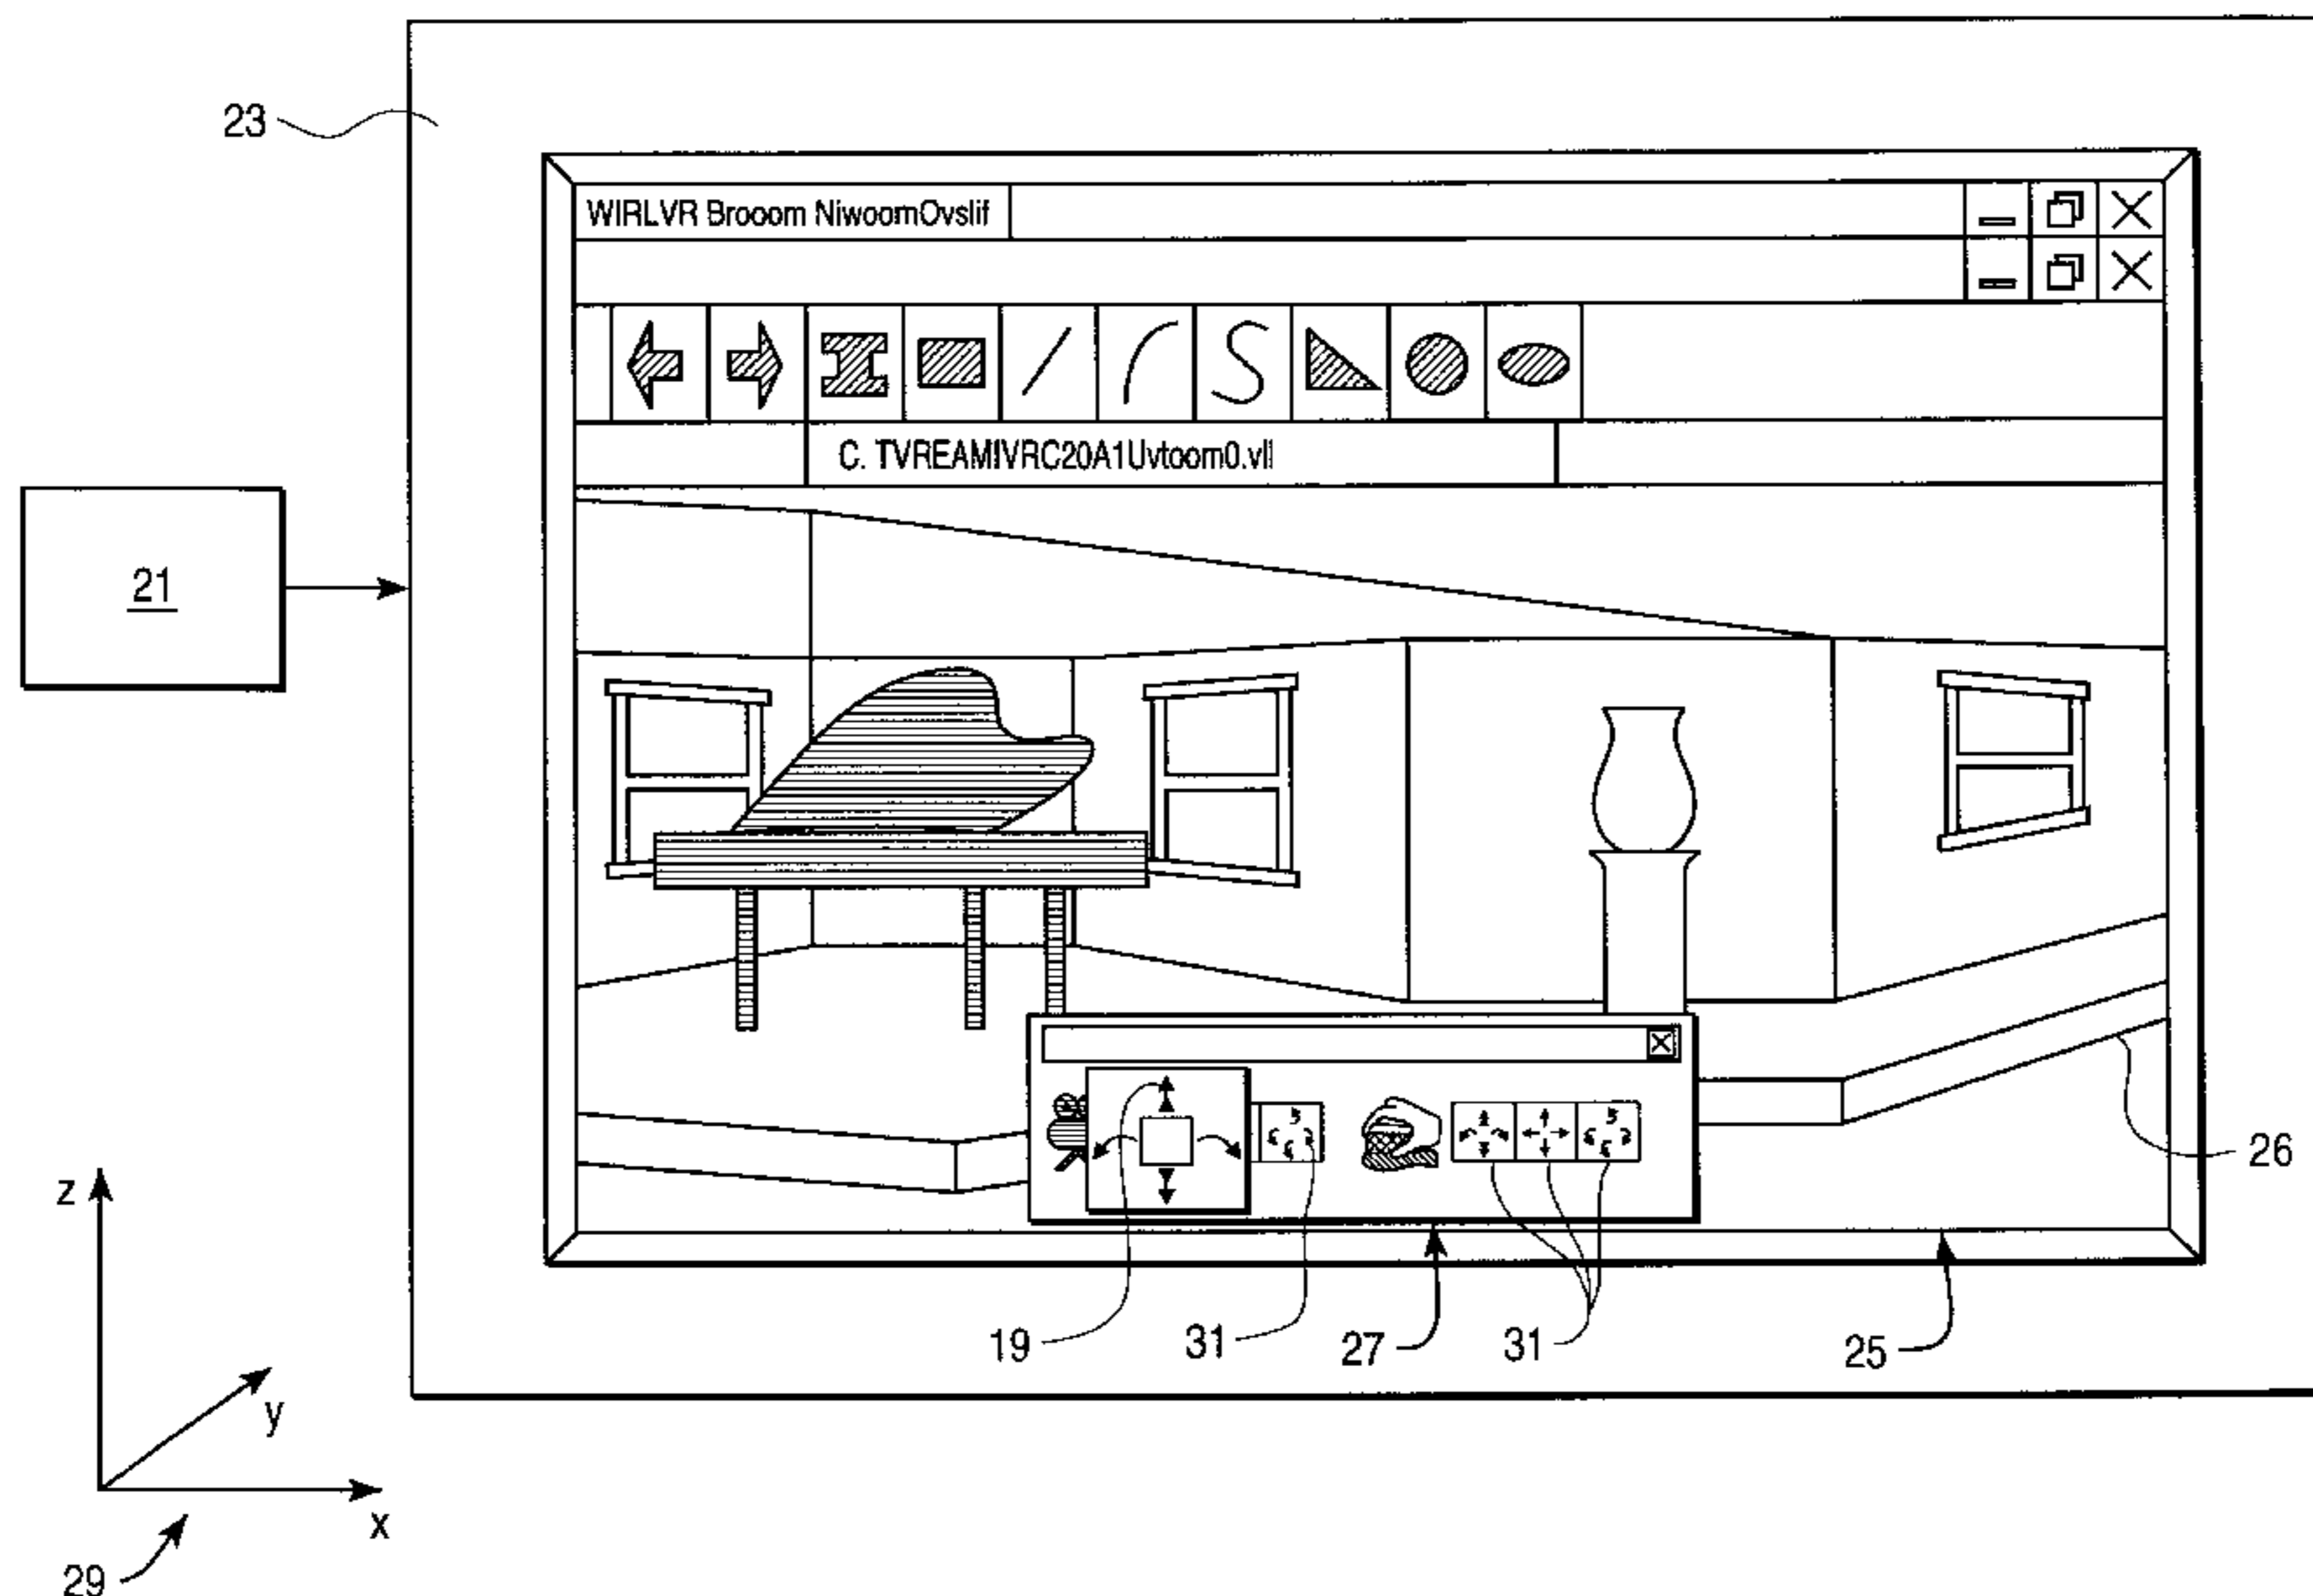 23
WIRLVR Brooom NiwoomOvslif
C. TVREAMIVRC20A1Uvtoom0.vll
21
26
z
19
31
27
31
25
y
x
29